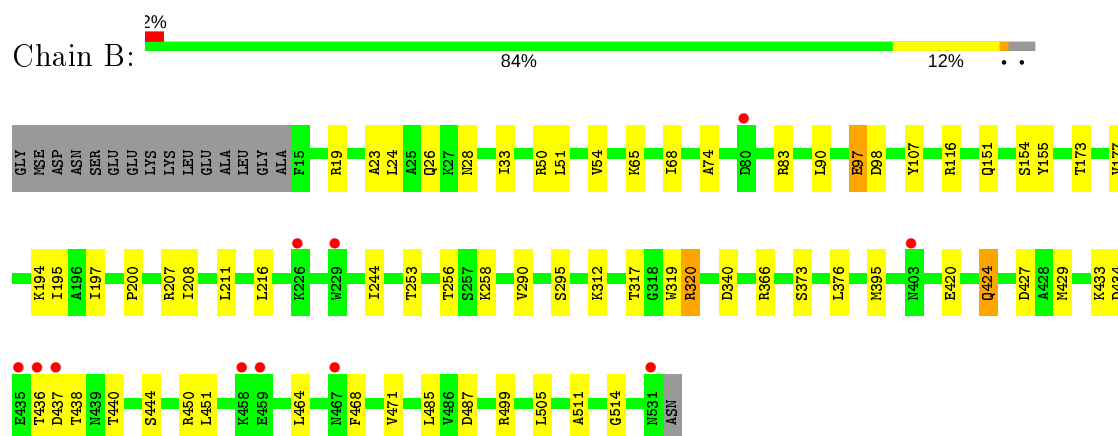 2%
Chain B:
84% 12% • •
GLY MSE ASP ASN SER GLU GLU LYS LYS LEU GLU ALA LEU GLY ALA F15 R19 A23 L24 A25 Q26 K27 N28 I33 R50 L51 V54 K65 I68 A74 D80 R83 L90 E97 D98 Y107 R116 Q151 S154 Y155 T173 V177
K194 I195 A196 I197 P200 R207 I208 L211 L216 K226 W229 I244 T253 T256 S257 K258 V290 S295 K312 T317 G318 W319 R320 D340 R366 S373 L376 M395 N403 E420 Q424 D427 A428 M429 K433 D434
E435 T436 D437 T438 N439 T440 S444 R450 L451 K458 E459 L464 N467 F468 V471 L485 V486 D487 R499 L505 A511 G514 N531 ASN